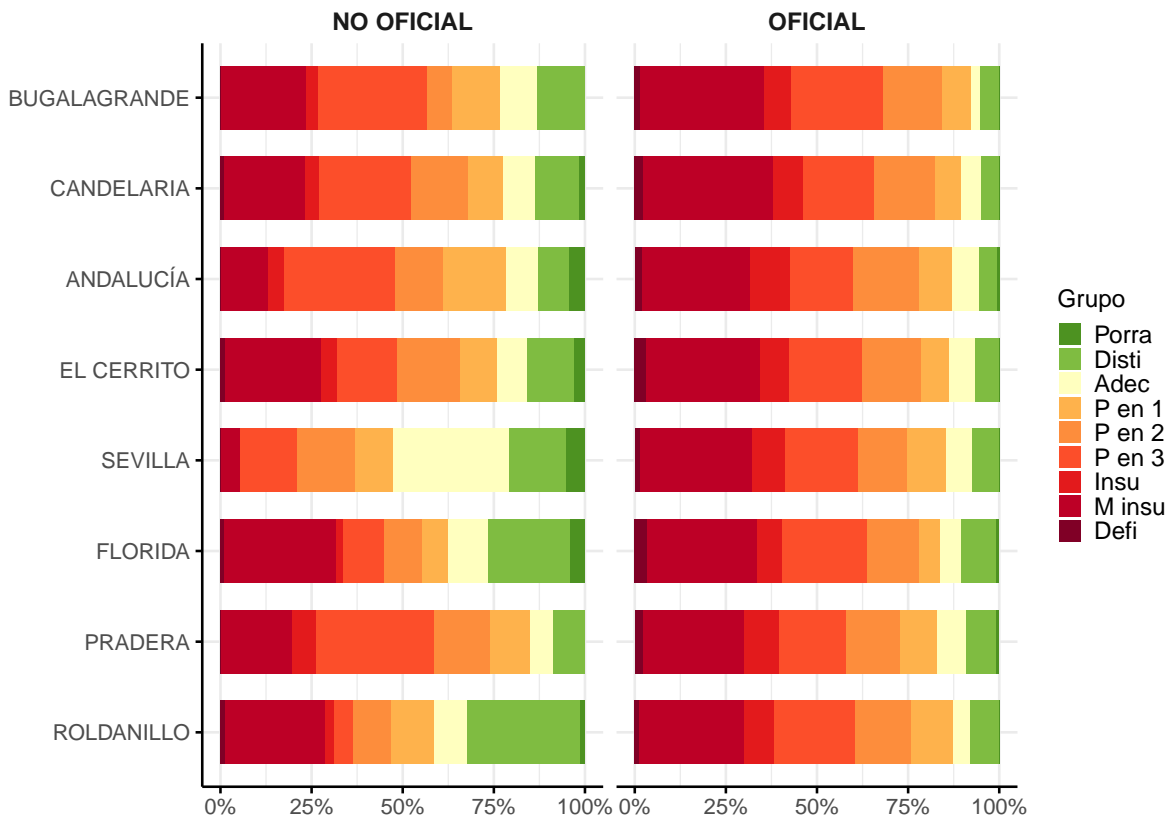 NO OFICIAL
OFICIAL
BUGALAGRANDE
CANDELARIA
ANDALUCÍA
EL CERRITO
SEVILLA
FLORIDA
PRADERA
ROLDANILLO
0% 25% 50% 75% 100%
0% 25% 50% 75% 100%
Grupo
Porra
Disti
Adec
P en 1
P en 2
P en 3
Insu
M insu
Defi